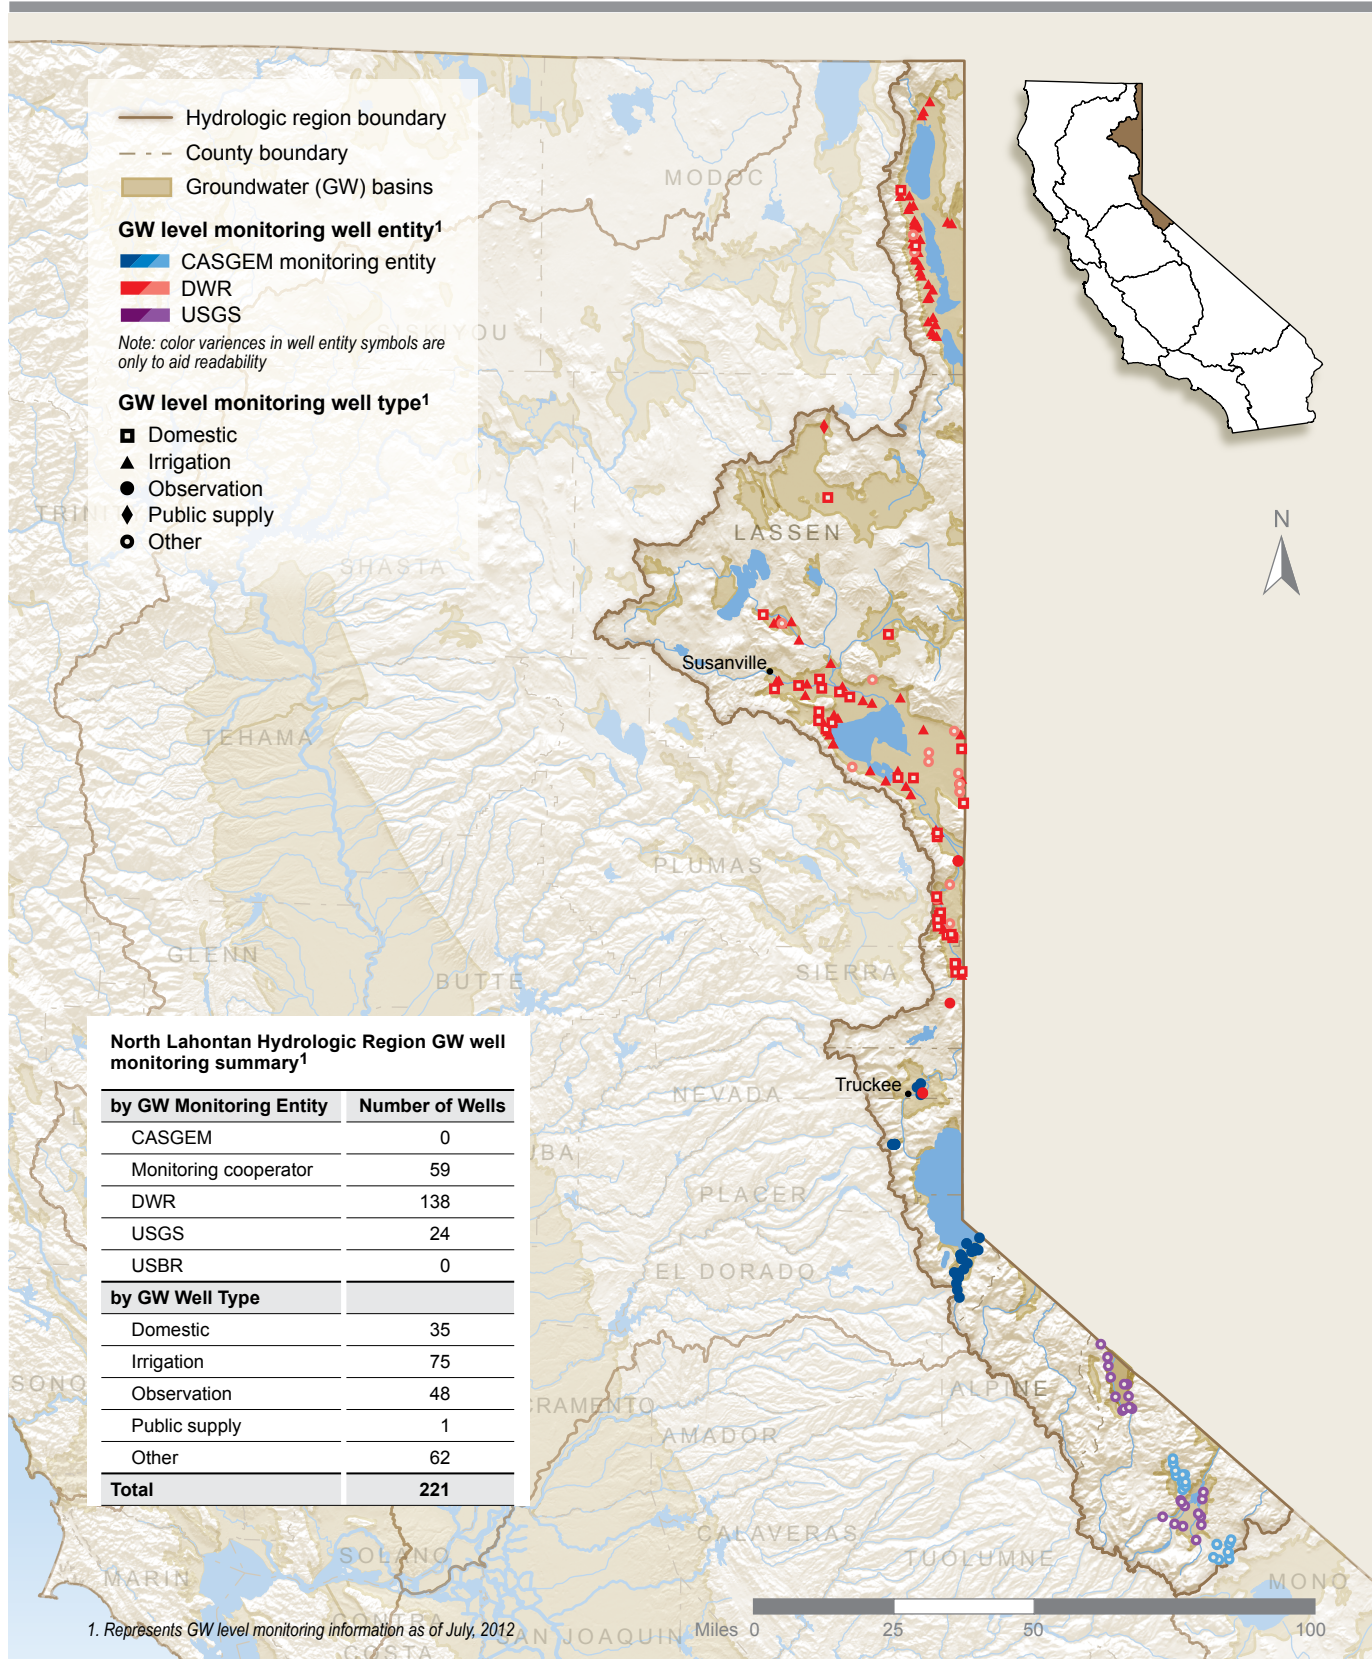 Hydrologic region boundary
County boundary
Groundwater (GW) basins
GW level monitoring well entity1
CASGEM monitoring entity
DWR
USGS
Note: color variences in well entity symbols are
only to aid readability
GW level monitoring well type1
Domestic
Irrigation
Observation
Public supply
Other
MODOC
SISKIYOU
TRIN
SHASTA
LASSEN
Susanville
TEHAMA
PLUMAS
GLENN
BUTTE
SIERRA
NEVADA
Truckee
UBA
PLACER
EL DORADO
ALPINE
SONO
CRAMENTO
AMADOR
CALAVERAS
TUOLUMNE
SOLANO
MARIN
MONO
CONTRA
COSTA
SAN JOAQUIN
N
North Lahontan Hydrologic Region GW well
monitoring summary1
by GW Monitoring Entity Number of Wells
CASGEM 0
Monitoring cooperator 59
DWR 138
USGS 24
USBR 0
by GW Well Type
Domestic 35
Irrigation 75
Observation 48
Public supply 1
Other 62
Total 221
1. Represents GW level monitoring information as of July, 2012
Miles 0 25 50 100